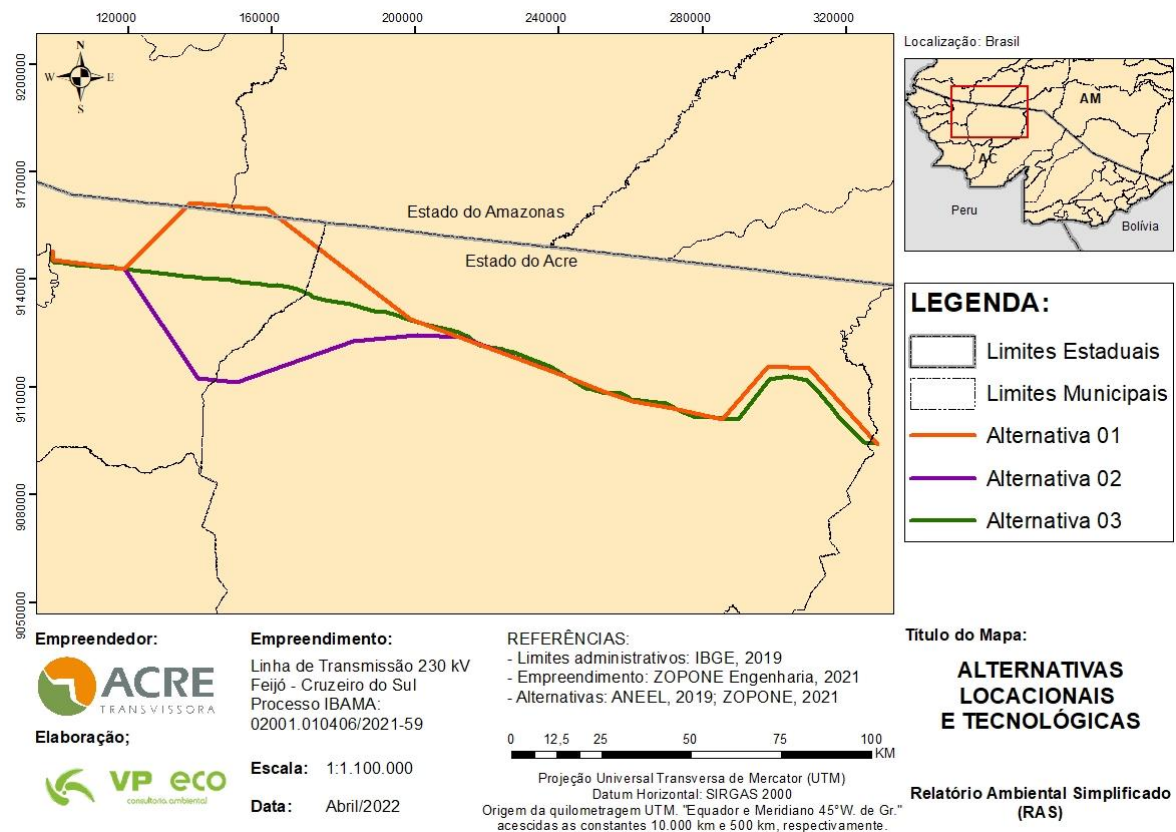 120000 160000 200000 240000 280000 320000
9200000
9170000
9140000
9110000
9080000
9050000
N
W E
S
Estado do Amazonas
Estado do Acre
Localização: Brasil
AM
AC
Peru
Bolívia
LEGENDA:
Limites Estaduais
Limites Municipais
Alternativa 01
Alternativa 02
Alternativa 03
Empreendedor:
ACRE
TRANSMISSORA
Elaboração;
VP eco
consultoria ambiental
Empreendimento:
Linha de Transmissão 230 kV
Feijó - Cruzeiro do Sul
Processo IBAMA:
02001.010406/2021-59
Escala: 1:1.100.000
Data: Abril/2022
REFERÊNCIAS:
- Limites administrativos: IBGE, 2019
- Empreendimento: ZOPONE Engenharia, 2021
- Alternativas: ANEEL, 2019; ZOPONE, 2021
0 12,5 25 50 75 100
KM
Projeção Universal Transversa de Mercator (UTM)
Datum Horizontal: SIRGAS 2000
Origem da quilometragem UTM. "Equador e Meridiano 45°W. de Gr."
acescidas as constantes 10.000 km e 500 km, respectivamente.
Título do Mapa:
ALTERNATIVAS
LOCACIONAIS
E TECNOLÓGICAS
Relatório Ambiental Simplificado
(RAS)